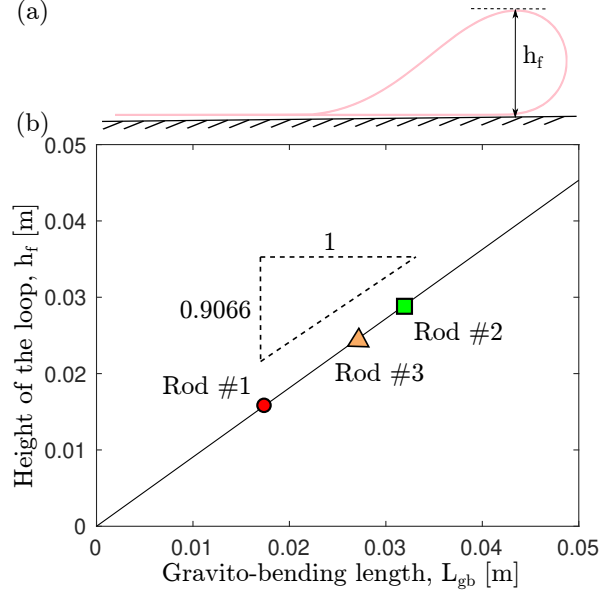 (a)
h_f
(b)
0.05
0.04
0.03
0.02
0.01
0
Height of the loop, h_f [m]
1
0.9066
Rod #2
Rod #3
Rod #1
0
0.01
0.02
0.03
0.04
0.05
Gravito-bending length, L_gb [m]